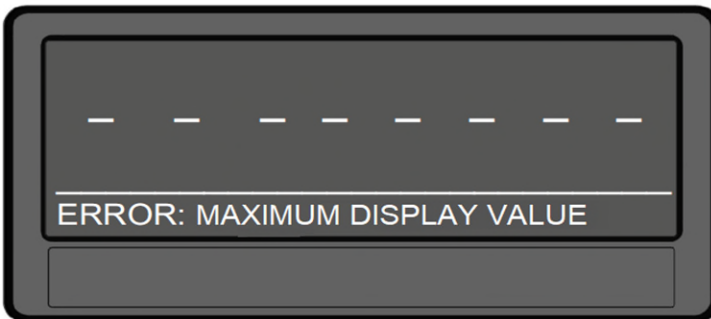 – – – – – – – –
ERROR: MAXIMUM DISPLAY VALUE